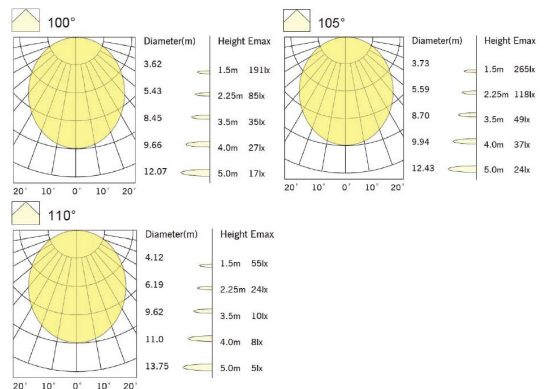 100°
Diameter(m) Height Emax
3.62 1.5m 191lx
5.43 2.25m 85lx
8.45 3.5m 35lx
9.66 4.0m 27lx
12.07 5.0m 17lx
20° 10° 0° 10° 20°
105°
Diameter(m) Height Emax
3.73 1.5m 265lx
5.59 2.25m 118lx
8.70 3.5m 49lx
9.94 4.0m 37lx
12.43 5.0m 24lx
20° 10° 0° 10° 20°
110°
Diameter(m) Height Emax
4.12 1.5m 55lx
6.19 2.25m 24lx
9.62 3.5m 10lx
11.0 4.0m 8lx
13.75 5.0m 5lx
20° 10° 0° 10° 20°